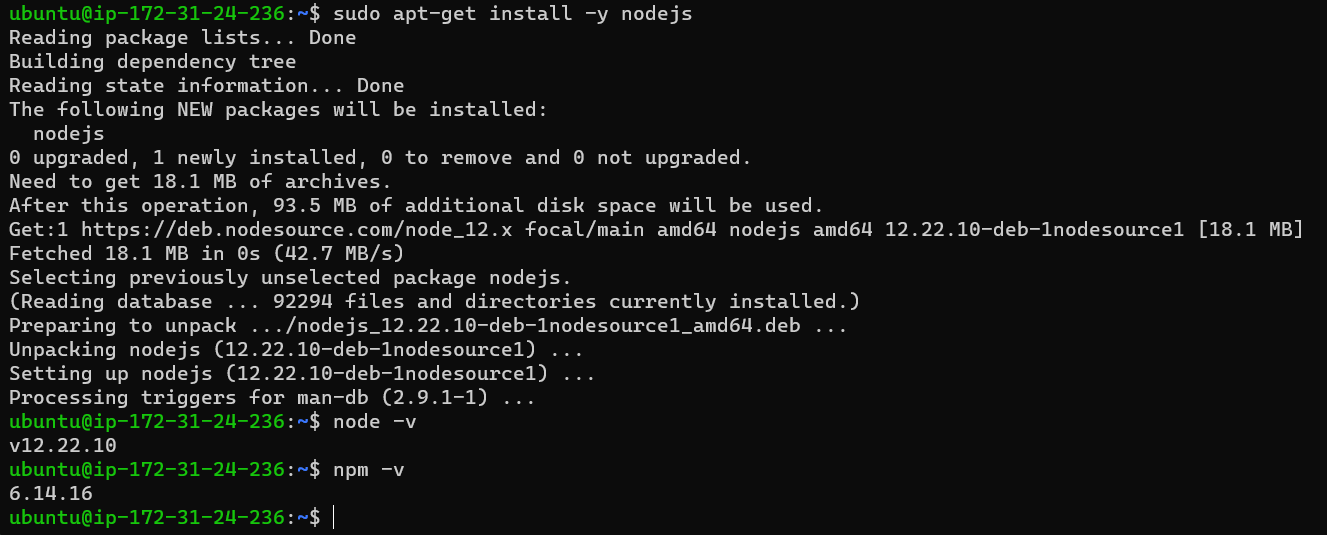 ubuntu@ip-172-31-24-236:~$ sudo apt-get install -y nodejs
Reading package lists... Done
Building dependency tree
Reading state information... Done
The following NEW packages will be installed:
  nodejs
0 upgraded, 1 newly installed, 0 to remove and 0 not upgraded.
Need to get 18.1 MB of archives.
After this operation, 93.5 MB of additional disk space will be used.
Get:1 https://deb.nodesource.com/node_12.x focal/main amd64 nodejs amd64 12.22.10-deb-1nodesource1 [18.1 MB]
Fetched 18.1 MB in 0s (42.7 MB/s)
Selecting previously unselected package nodejs.
(Reading database ... 92294 files and directories currently installed.)
Preparing to unpack .../nodejs_12.22.10-deb-1nodesource1_amd64.deb ...
Unpacking nodejs (12.22.10-deb-1nodesource1) ...
Setting up nodejs (12.22.10-deb-1nodesource1) ...
Processing triggers for man-db (2.9.1-1) ...
ubuntu@ip-172-31-24-236:~$ node -v
v12.22.10
ubuntu@ip-172-31-24-236:~$ npm -v
6.14.16
ubuntu@ip-172-31-24-236:~$